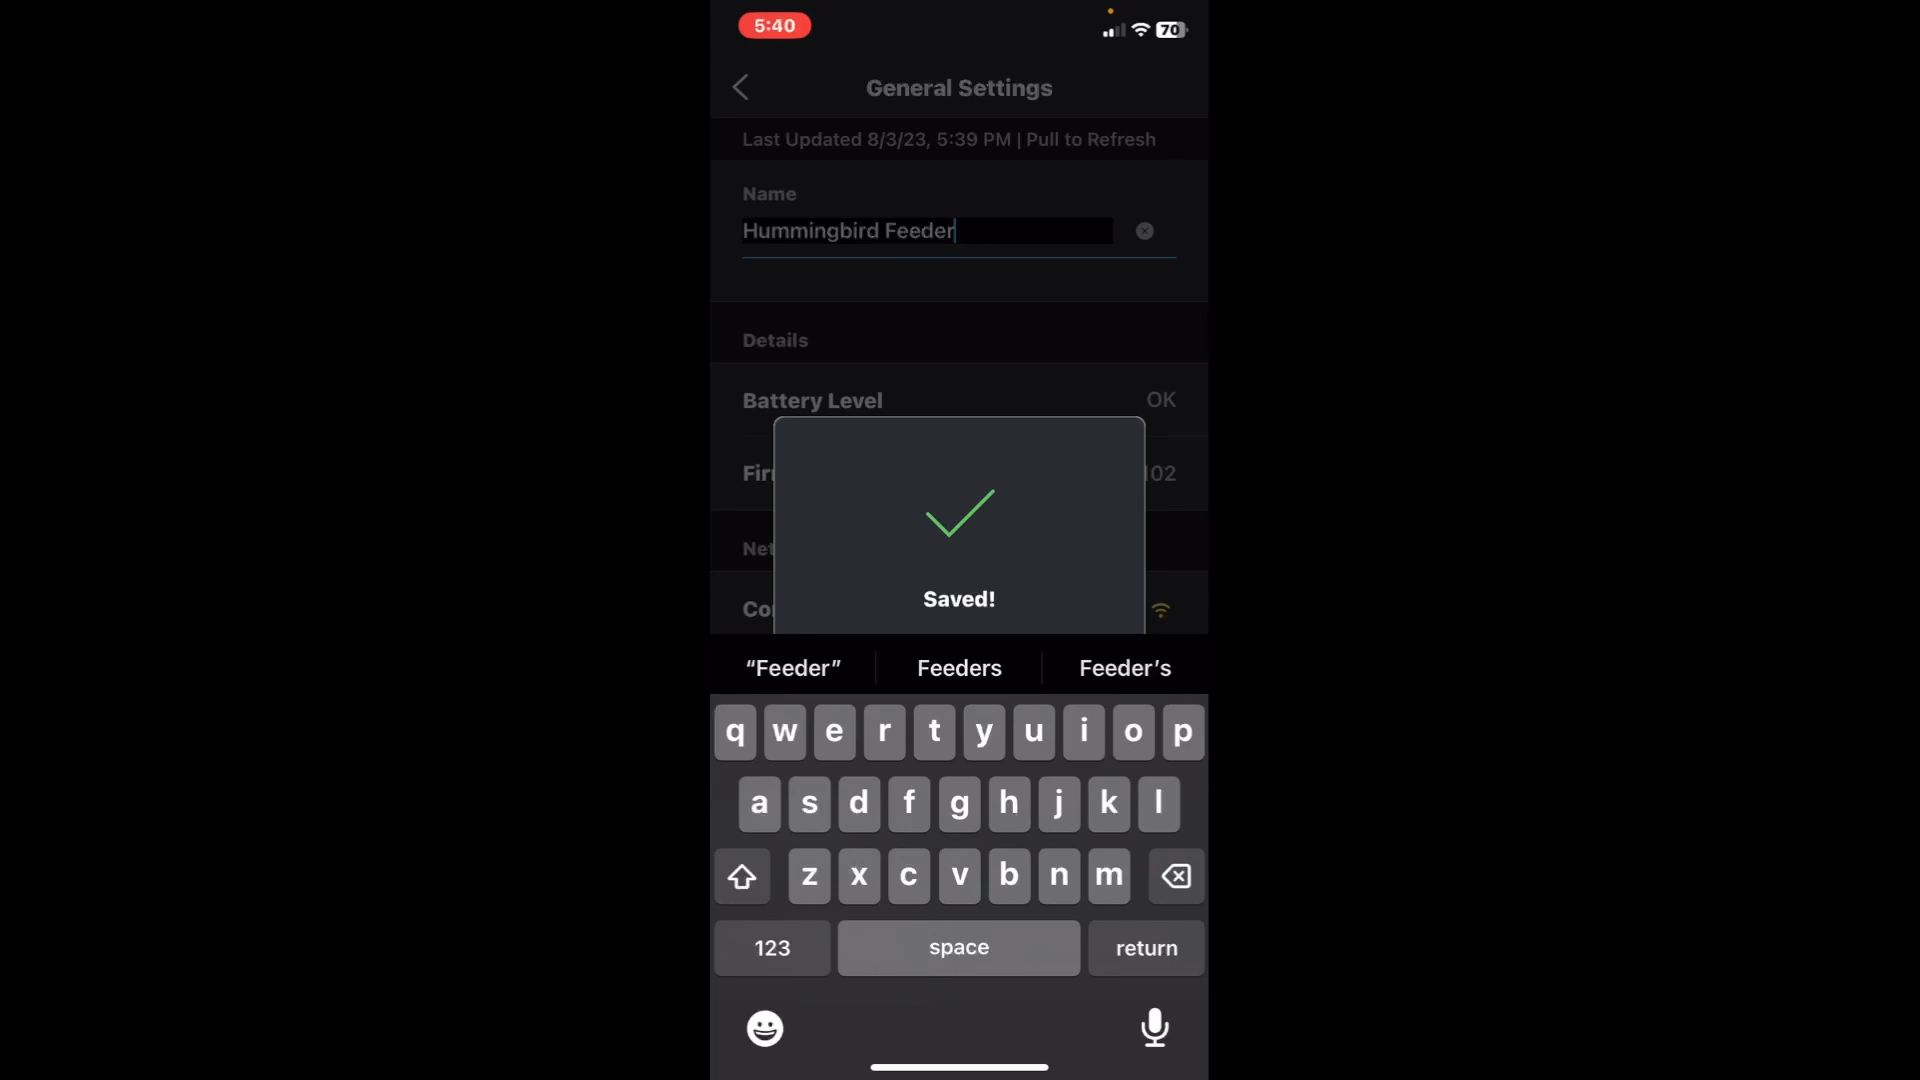 5:40
70
General Settings
Last Updated 8/3/23, 5:39 PM | Pull to Refresh
Name
Hummingbird Feeder
Details
Battery Level OK
Fir 102
Net
Co
Saved!
“Feeder” Feeders Feeder’s
q w e r t y u i o p
a s d f g h j k l
z x c v b n m
123 space return